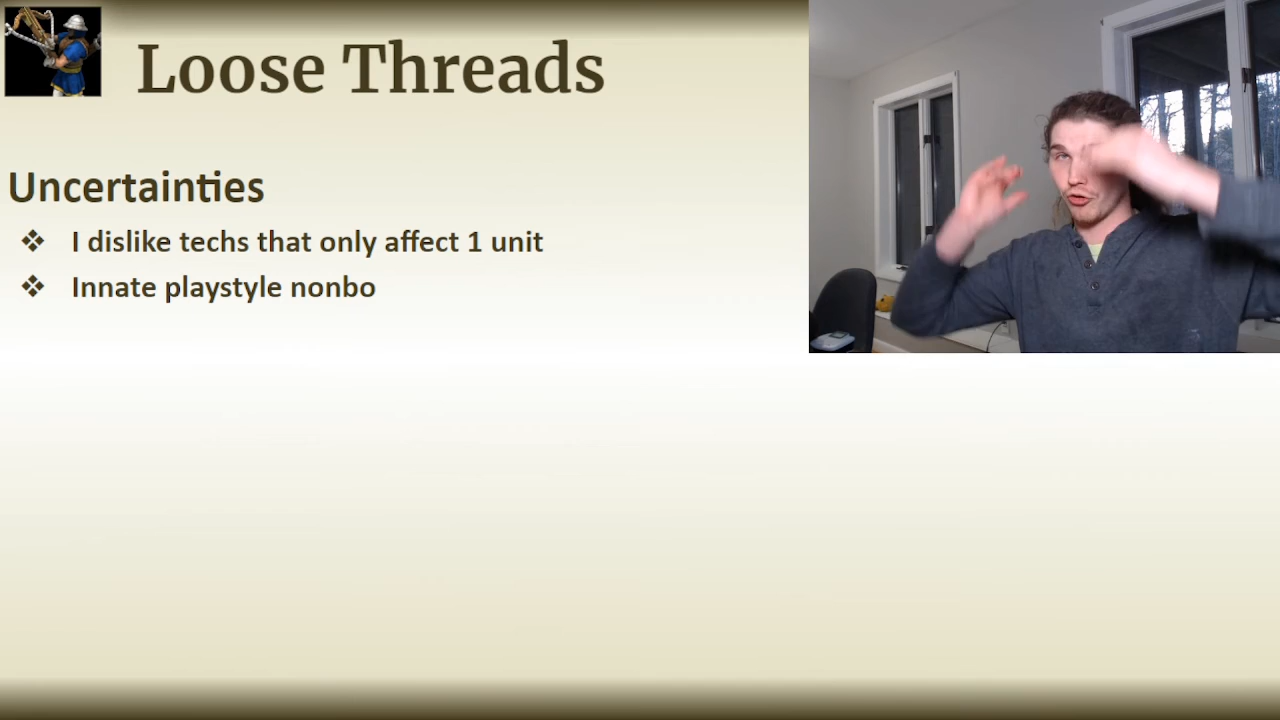 Loose Threads
Uncertainties
❖ I dislike techs that only affect 1 unit
❖ Innate playstyle nonbo